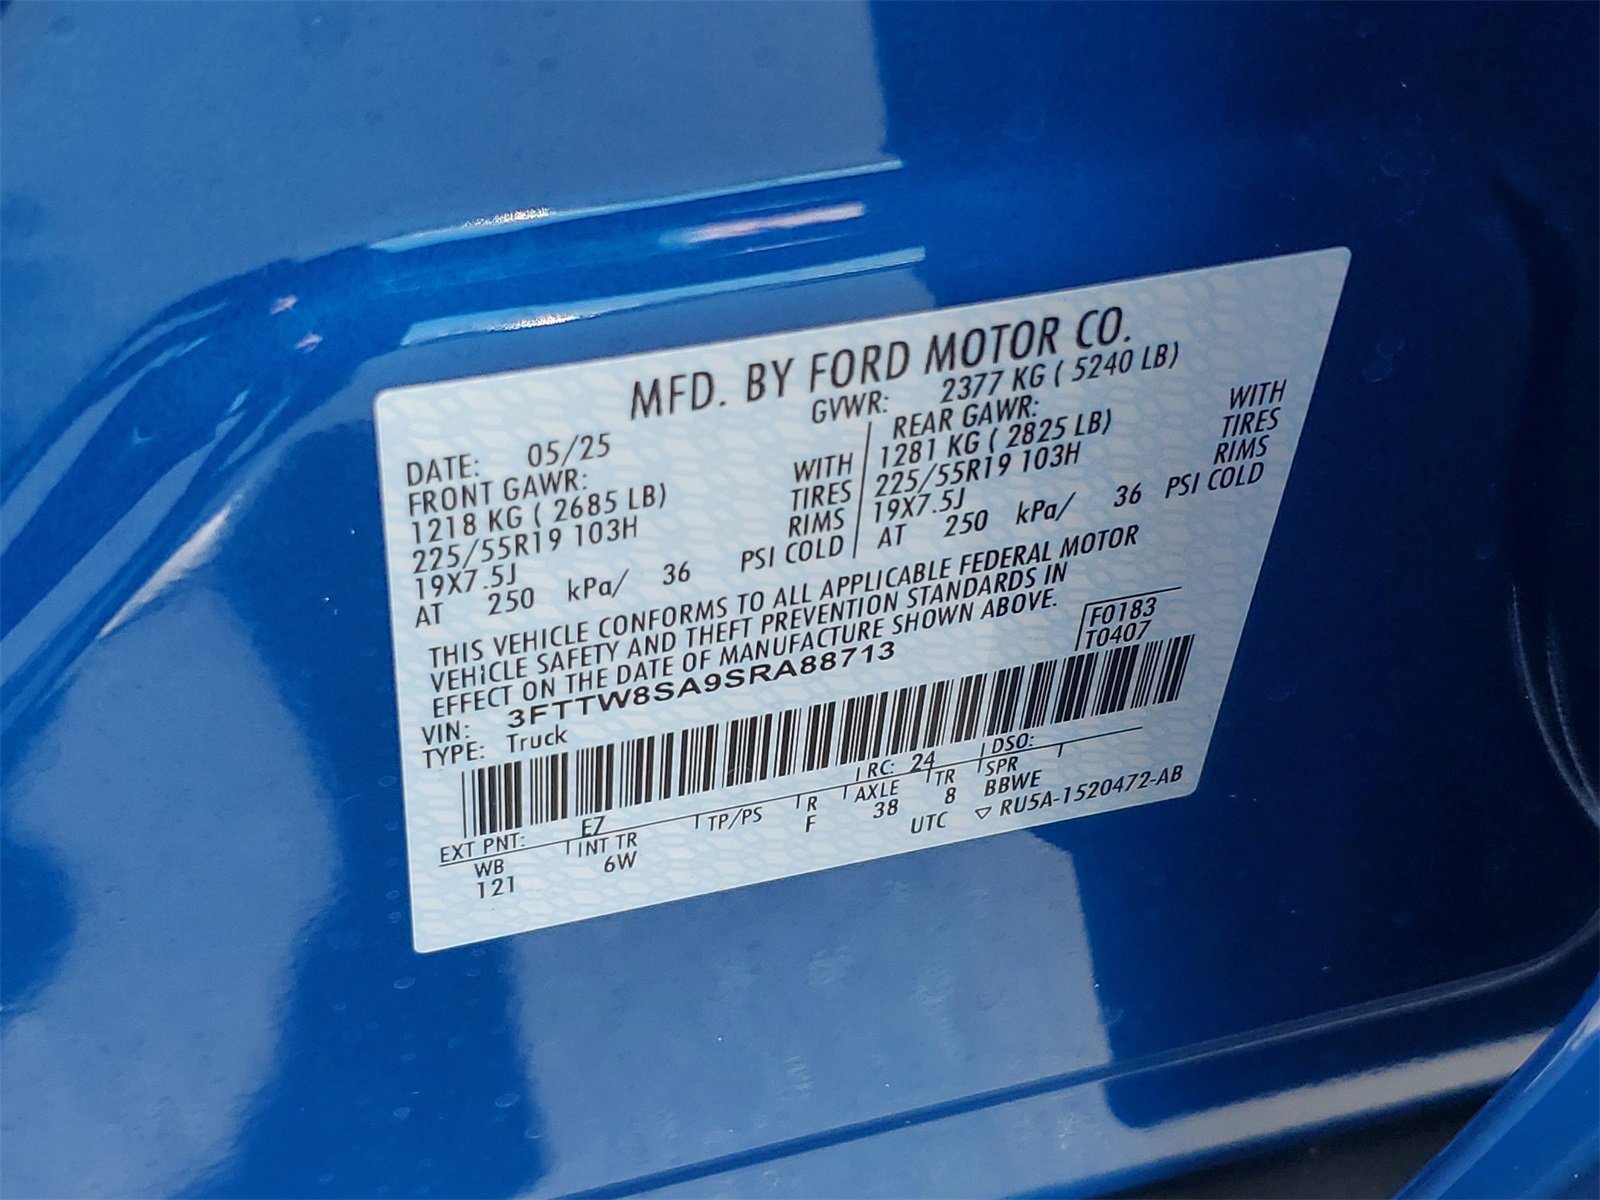 MFD. BY FORD MOTOR CO.
DATE: 05/25 GVWR: 2377 KG ( 5240 LB)
FRONT GAWR: REAR GAWR:
1218 KG ( 2685 LB) WITH 1281 KG ( 2825 LB) WITH
225/55R19 103H TIRES 225/55R19 103H TIRES
19X7.5J RIMS 19X7.5J RIMS
AT 250 kPa/ 36 PSI COLD AT 250 kPa/ 36 PSI COLD
THIS VEHICLE CONFORMS TO ALL APPLICABLE FEDERAL MOTOR
VEHICLE SAFETY AND THEFT PREVENTION STANDARDS IN
EFFECT ON THE DATE OF MANUFACTURE SHOWN ABOVE.
F0183
T0407
VIN: 3FTTW8SA9SRA88713
TYPE: Truck
EXT PNT: E7 RC: 24 DSO:
WB INT TR TP/PS R AXLE TR SPR
121 6W F 38 8 BBWE
UTC ▽ RU5A-1520472-AB